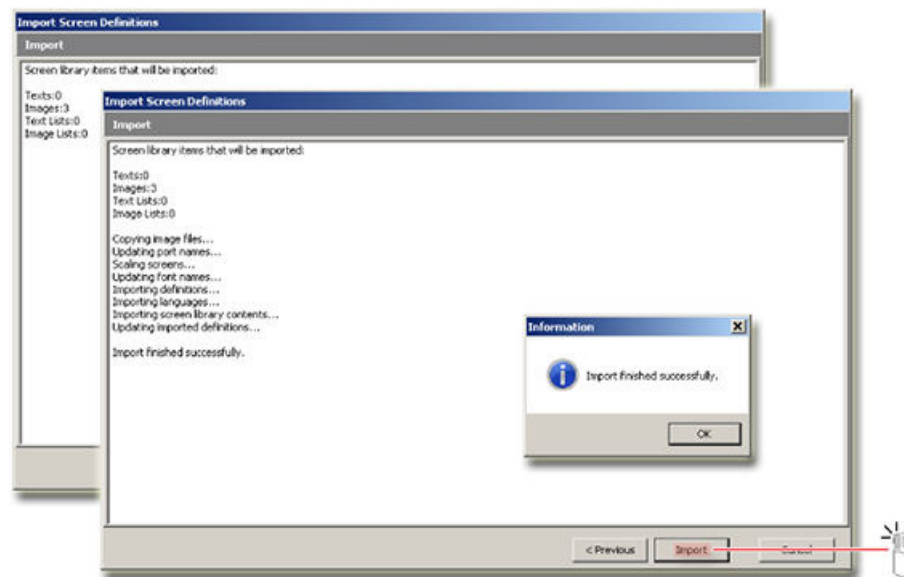 Import Screen Definitions
Import
Screen library items that will be imported:
Texts:0
Images:3
Text Lists:0
Image Lists:0
Import Screen Definitions
Import
Screen library items that will be imported:
Texts:0
Images:3
Text Lists:0
Image Lists:0
Copying image files...
Updating port names...
Scaling screens...
Updating font names...
Importing definitions...
Importing languages...
Importing screen library contents...
Updating imported definitions...
Import finished successfully.
Information
Import finished successfully.
OK
< Previous
Import
Cancel